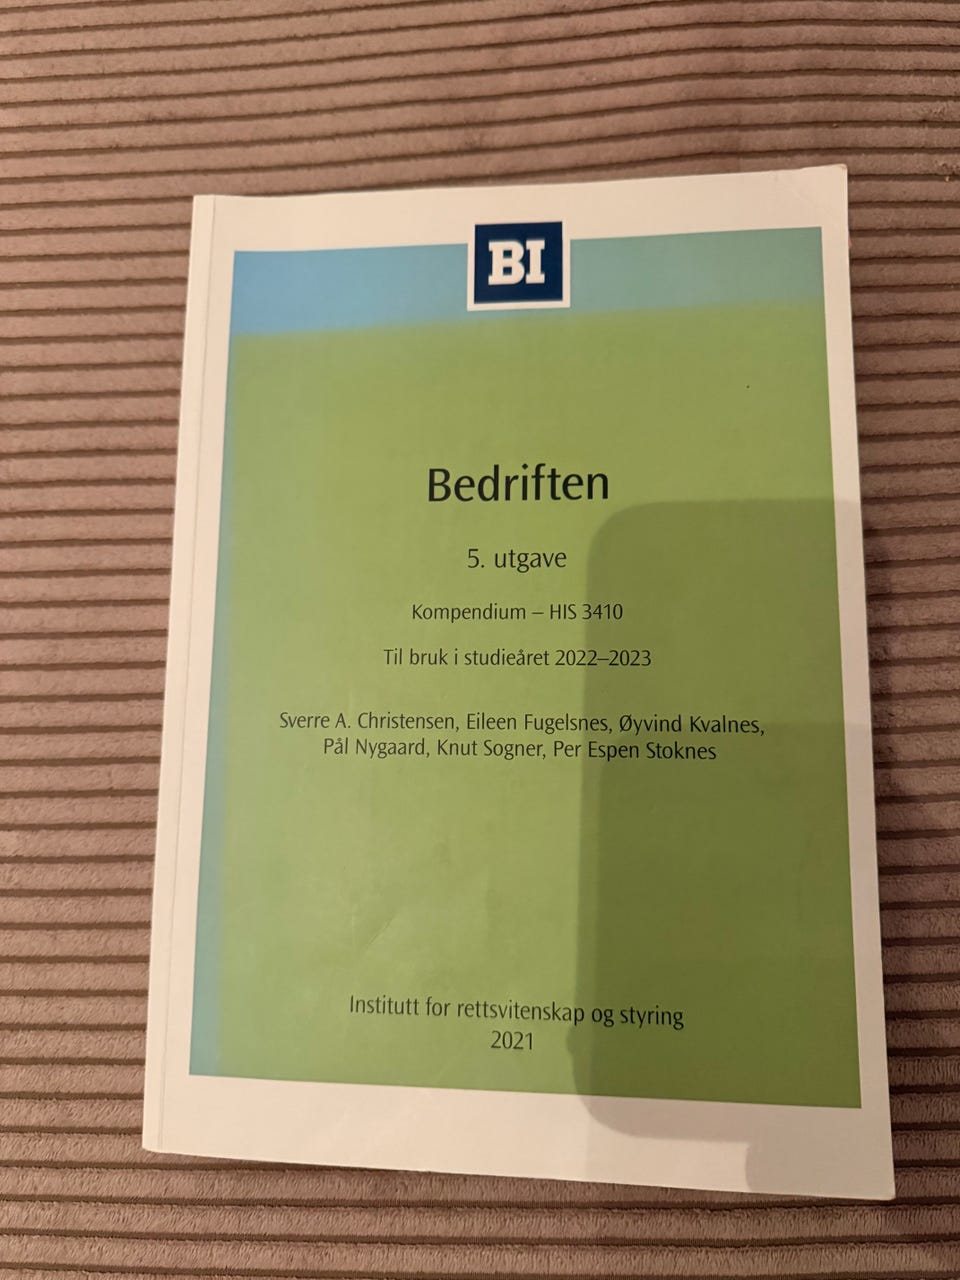 BI
Bedriften
5. utgave
Kompendium – HIS 3410
Til bruk i studieåret 2022–2023
Sverre A. Christensen, Eileen Fugelsnes, Øyvind Kvalnes,
Pål Nygaard, Knut Sogner, Per Espen Stoknes
Institutt for rettsvitenskap og styring
2021